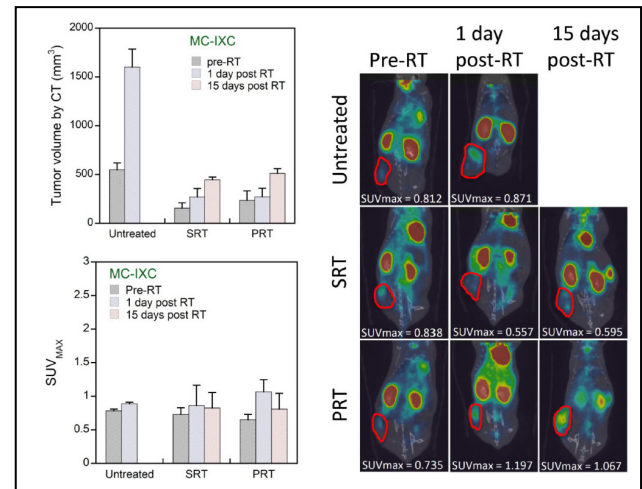 MC-IXC
pre-RT
1 day post RT
15 days post RT
Tumor volume by CT (mm³)
2000
1500
1000
500
0
Untreated
SRT
PRT
MC-IXC
Pre-RT
1 day post RT
15 days post RT
SUV_MAX
3
2.5
2
1.5
1
0.5
0
Untreated
SRT
PRT
Pre-RT
1 day
post-RT
15 days
post-RT
Untreated
SUVmax = 0.812
SUVmax = 0.871
SRT
SUVmax = 0.838
SUVmax = 0.557
SUVmax = 0.595
PRT
SUVmax = 0.735
SUVmax = 1.197
SUVmax = 1.067